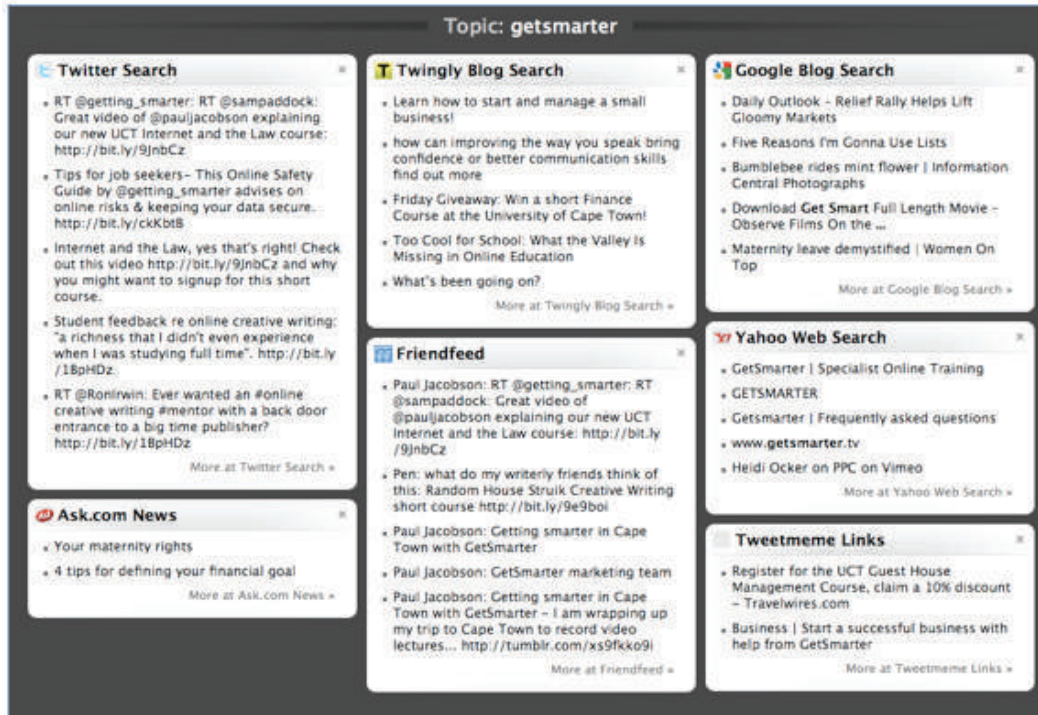 Topic: getsmarter
Twitter Search
RT @getting_smarter: RT @sampaddock:
Great video of @pauljacobson explaining
our new UCT Internet and the Law course:
http://bit.ly/9JnbCz
Tips for job seekers- This Online Safety
Guide by @getting_smarter advises on
online risks & keeping your data secure.
http://bit.ly/ckKbtB
Internet and the Law, yes that's right! Check
out this video http://bit.ly/9JnbCz and why
you might want to signup for this short
course.
Student feedback re online creative writing:
"a richness that I didn't even experience
when I was studying full time". http://bit.ly
/1BpHDz
RT @RonIrwin: Ever wanted an #online
creative writing #mentor with a back door
entrance to a big time publisher?
http://bit.ly/1BpHDz
More at Twitter Search »
Ask.com News
Your maternity rights
4 tips for defining your financial goal
More at Ask.com News »
Twingly Blog Search
Learn how to start and manage a small
business!
how can improving the way you speak bring
confidence or better communication skills
find out more
Friday Giveaway: Win a short Finance
Course at the University of Cape Town!
Too Cool for School: What the Valley Is
Missing in Online Education
What's been going on?
More at Twingly Blog Search »
Friendfeed
Paul Jacobson: RT @getting_smarter: RT
@sampaddock: Great video of
@pauljacobson explaining our new UCT
Internet and the Law course: http://bit.ly
/9JnbCz
Pen: what do my writerly friends think of
this: Random House Struik Creative Writing
short course http://bit.ly/9e9boi
Paul Jacobson: Getting smarter in Cape
Town with GetSmarter
Paul Jacobson: GetSmarter marketing team
Paul Jacobson: Getting smarter in Cape
Town with GetSmarter - I am wrapping up
my trip to Cape Town to record video
lectures... http://tumblr.com/xs9fkko9i
More at Friendfeed »
Google Blog Search
Daily Outlook - Relief Rally Helps Lift
Gloomy Markets
Five Reasons I'm Gonna Use Lists
Bumblebee rides mint flower | Information
Central Photographs
Download Get Smart Full Length Movie -
Observe Films On the ...
Maternity leave demystified | Women On
Top
More at Google Blog Search »
Yahoo Web Search
GetSmarter | Specialist Online Training
GETSMARTER
Getsmarter | Frequently asked questions
www.getsmarter.tv
Heidi Ocker on PPC on Vimeo
More at Yahoo Web Search »
Tweetmeme Links
Register for the UCT Guest House
Management Course, claim a 10% discount
- Travelwires.com
Business | Start a successful business with
help from GetSmarter
More at Tweetmeme Links »